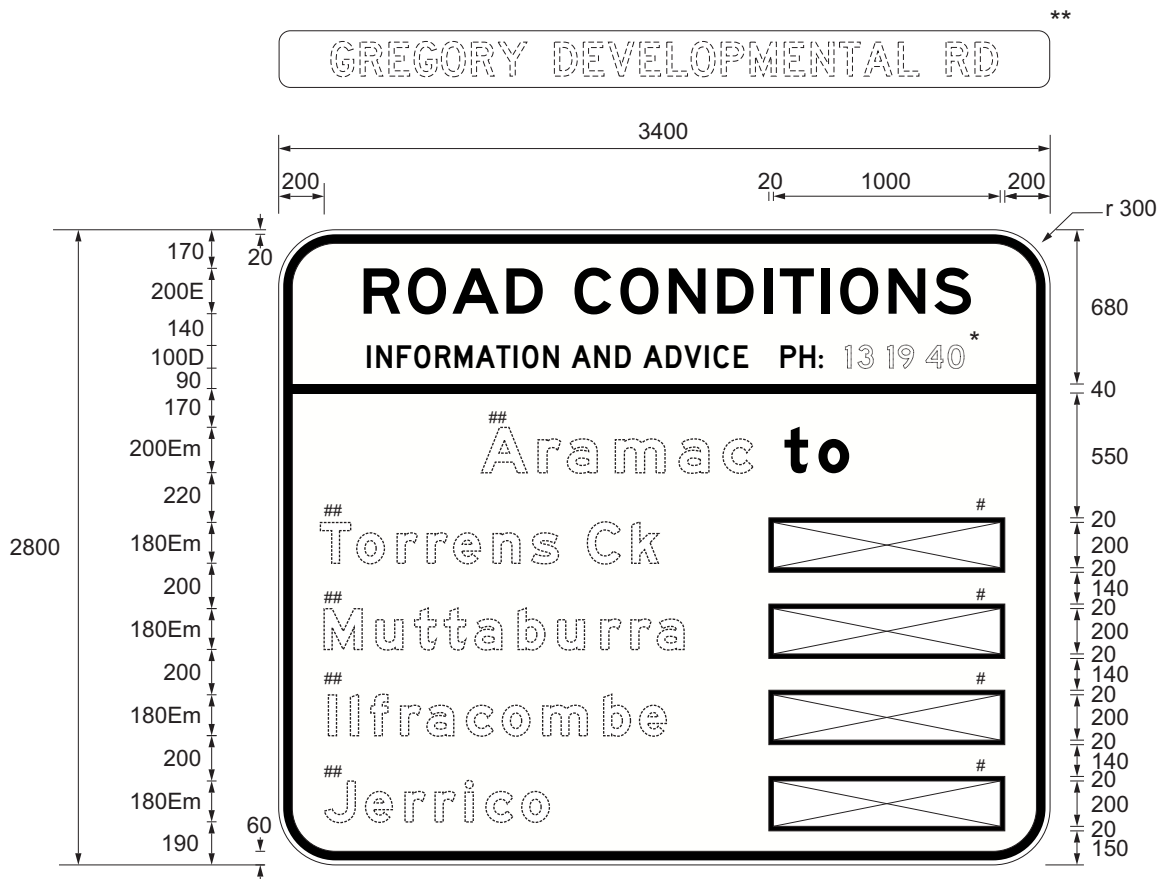 **
GREGORY DEVELOPMENTAL RD
3400
200 20 1000 200
r 300
20
ROAD CONDITIONS
INFORMATION AND ADVICE PH: 13 19 40*
##
Aramac to
## #
Torrens Ck
## #
Muttaburra
## #
Ilfracombe
## #
Jerrico
2800
170
200E
140
100D
90
170
200Em
220
180Em
200
180Em
200
180Em
200
180Em
190
60
680
40
550
20
200
20
140
20
200
20
140
20
200
20
140
20
200
20
150